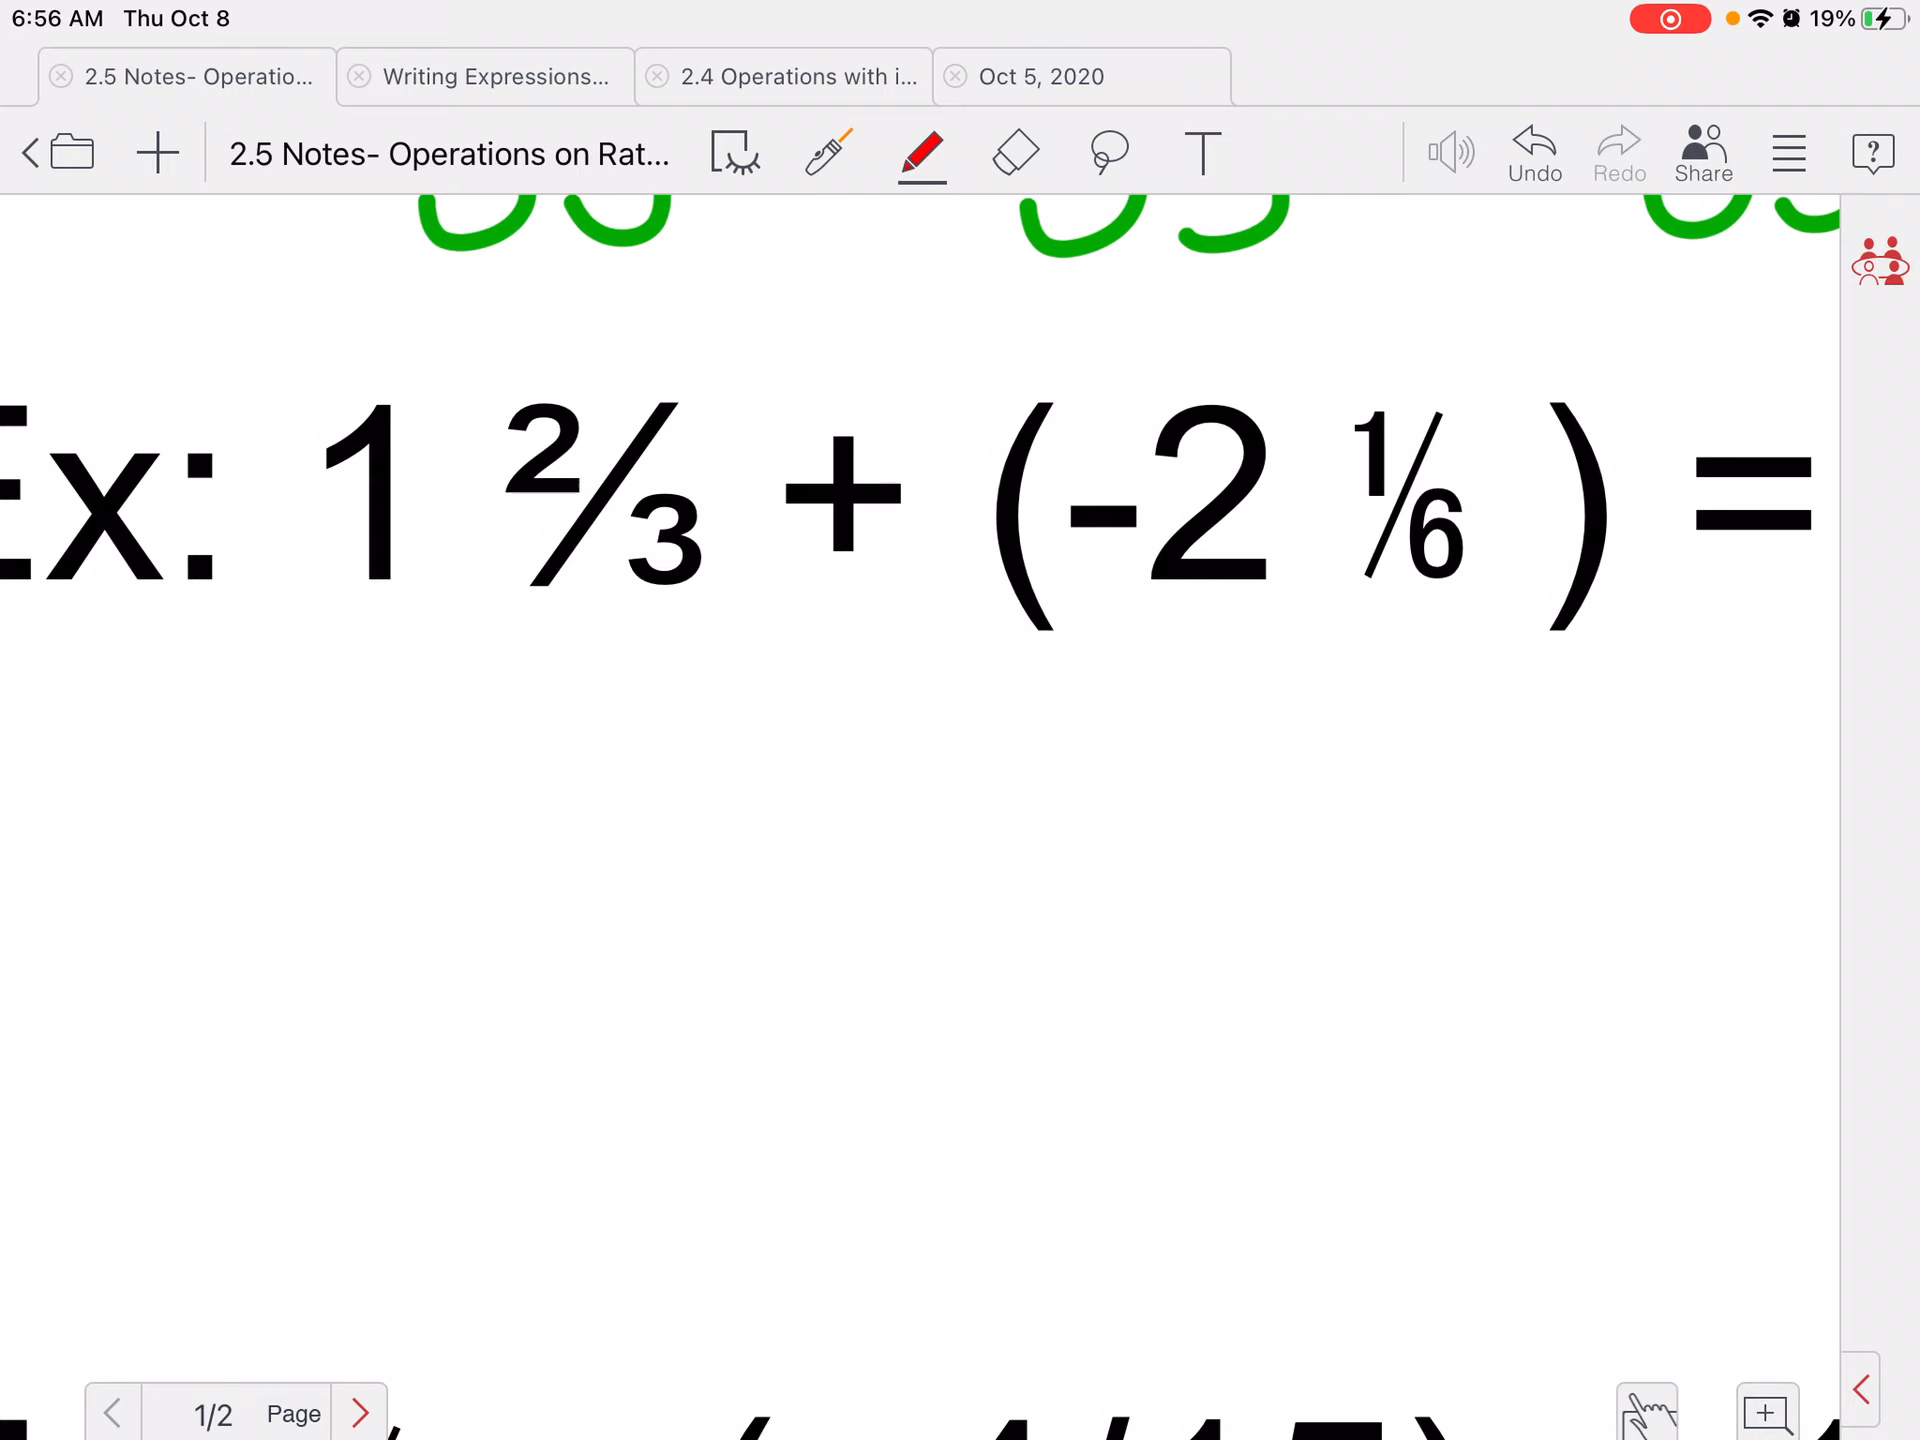 6:56 AM Thu Oct 8 19%
2.5 Notes- Operatio... Writing Expressions... 2.4 Operations with i... Oct 5, 2020
2.5 Notes- Operations on Rat... T Undo Redo Share ?
Ex: 1 ⅔ + (-2 ⅙ ) =
1/2 Page